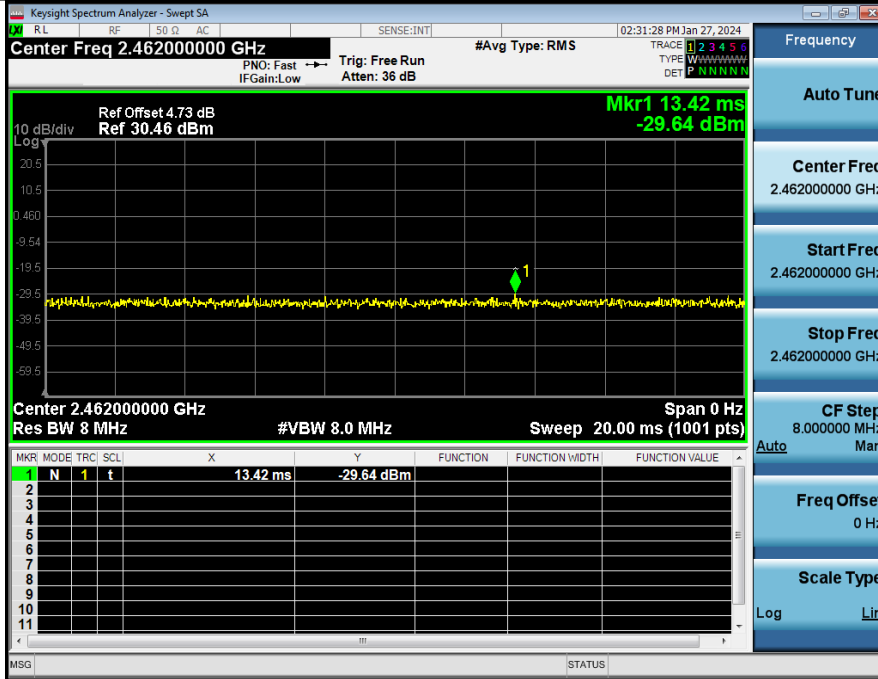 Keysight Spectrum Analyzer - Swept SA
LXI RL RF 50 Ω AC SENSE:INT 02:31:28 PM Jan 27, 2024
Center Freq 2.462000000 GHz
PNO: Fast
IFGain:Low
Trig: Free Run
Atten: 36 dB
#Avg Type: RMS
TRACE 1 2 3 4 5 6
TYPE WWWWWW
DET P N N N N N
Ref Offset 4.73 dB
10 dB/div Ref 30.46 dBm
Log
Mkr1 13.42 ms
-29.64 dBm
20.5
10.5
0.460
-9.54
-19.5
-29.5
-39.5
-49.5
-59.5
1
Center 2.462000000 GHz Span 0 Hz
Res BW 8 MHz #VBW 8.0 MHz Sweep 20.00 ms (1001 pts)
MKR MODE TRC SCL X Y FUNCTION FUNCTION WIDTH FUNCTION VALUE
1 N 1 t 13.42 ms -29.64 dBm
2
3
4
5
6
7
8
9
10
11
MSG STATUS
Frequency
Auto Tune
Center Freq
2.462000000 GHz
Start Freq
2.462000000 GHz
Stop Freq
2.462000000 GHz
CF Step
8.000000 MHz
Auto Man
Freq Offset
0 Hz
Scale Type
Log Lin